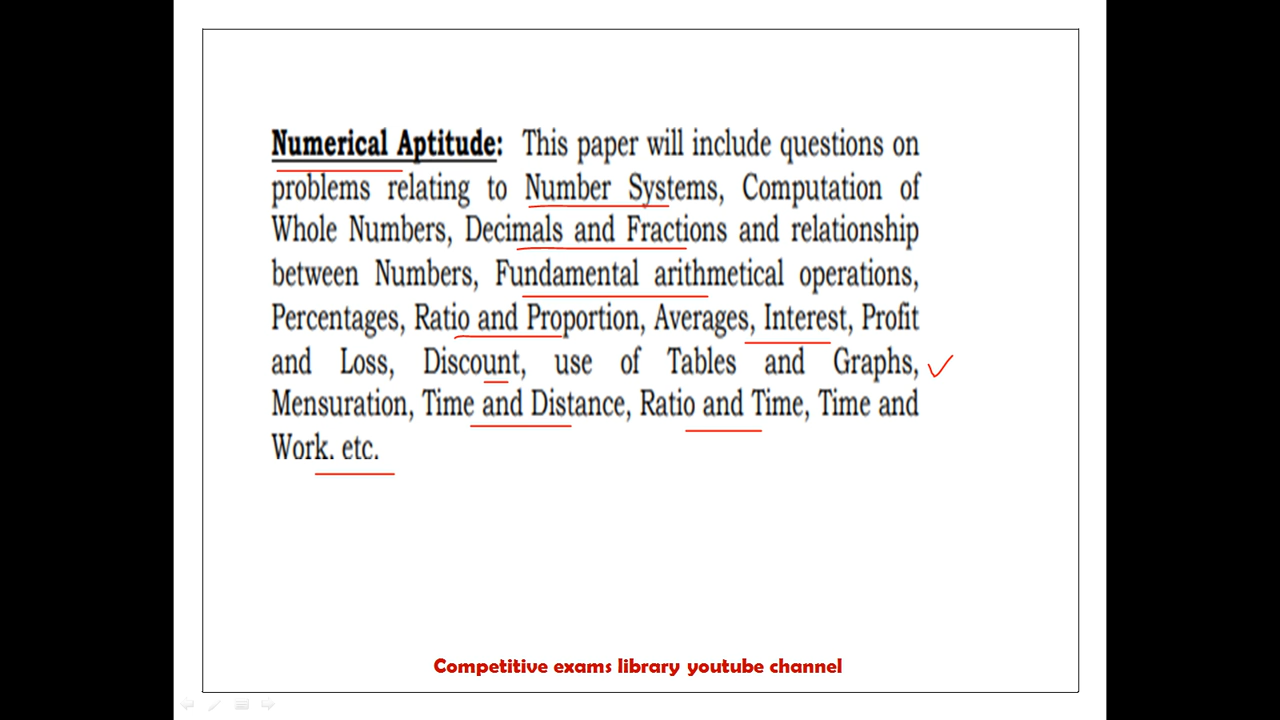 Numerical Aptitude: This paper will include questions on
problems relating to Number Systems, Computation of
Whole Numbers, Decimals and Fractions and relationship
between Numbers, Fundamental arithmetical operations,
Percentages, Ratio and Proportion, Averages, Interest, Profit
and Loss, Discount, use of Tables and Graphs,
Mensuration, Time and Distance, Ratio and Time, Time and
Work. etc.
Competitive exams library youtube channel